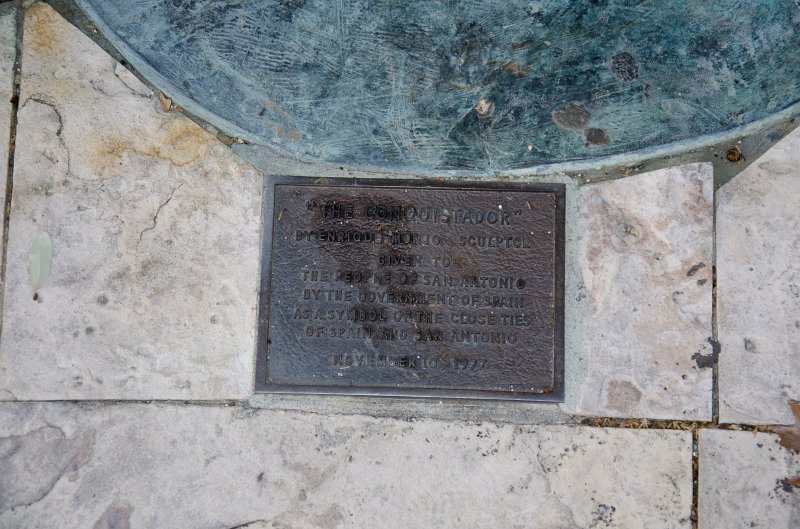 "THE CONQUISTADOR"
BY ENRIQUE MONJO - SCULPTOR
GIVEN TO
THE PEOPLE OF SAN ANTONIO
BY THE GOVERNMENT OF SPAIN
AS A SYMBOL OF THE CLOSE TIES
OF SPAIN AND SAN ANTONIO
NOVEMBER 10, 1977